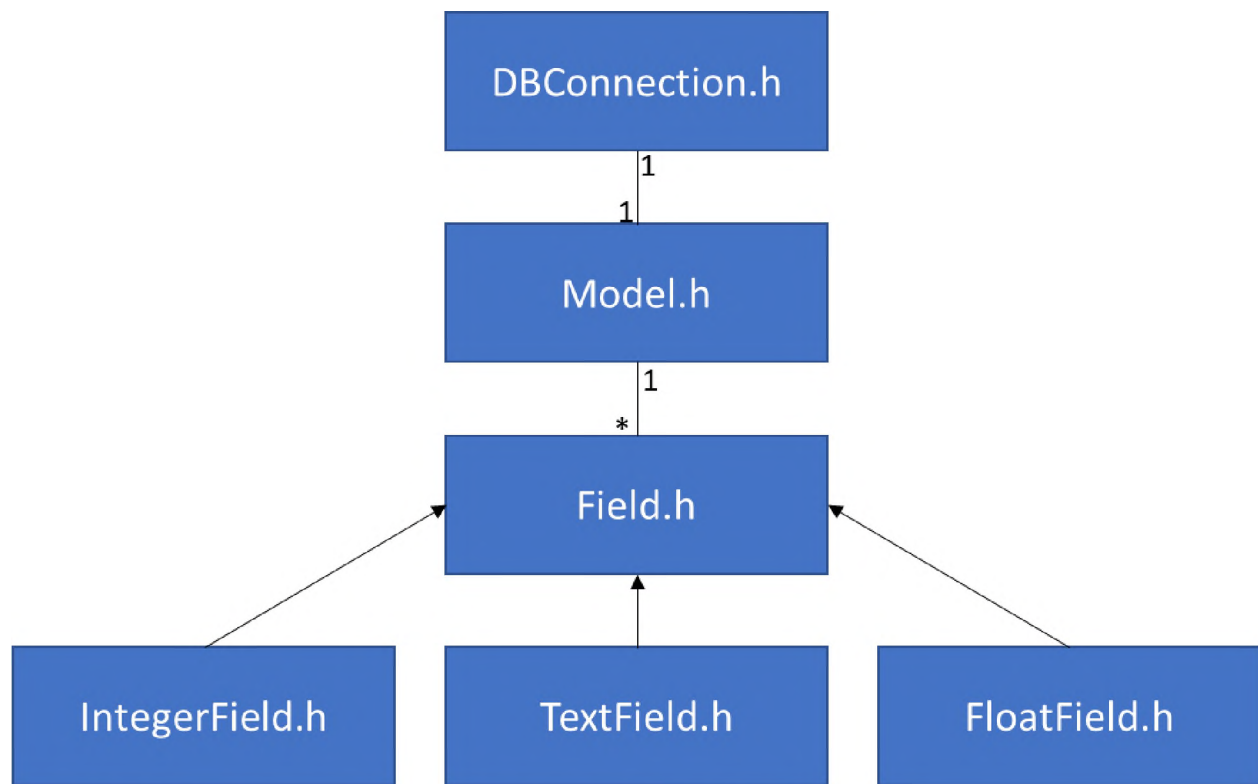 DBConnection.h
1
1
Model.h
1
*
Field.h
IntegerField.h
TextField.h
FloatField.h